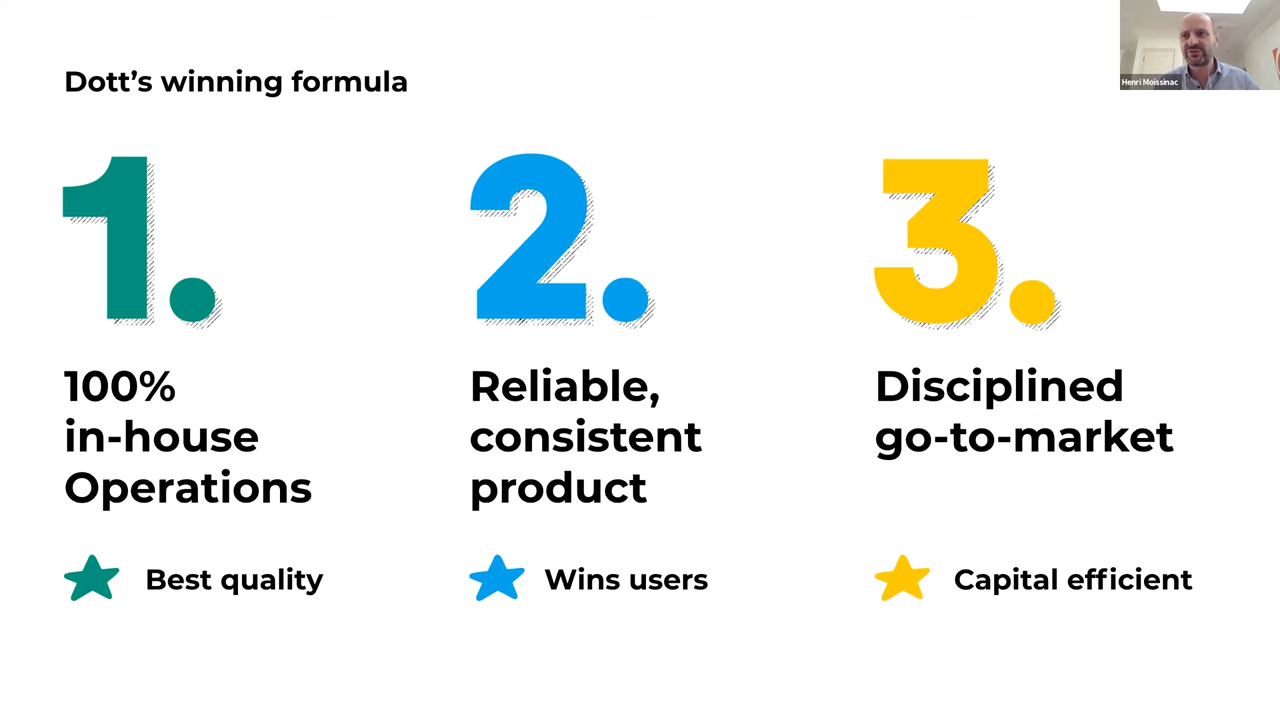 Dott’s winning formula
Henri Moissinac
1.
2.
3.
100%
in-house
Operations
Reliable,
consistent
product
Disciplined
go-to-market
Best quality
Wins users
Capital efficient